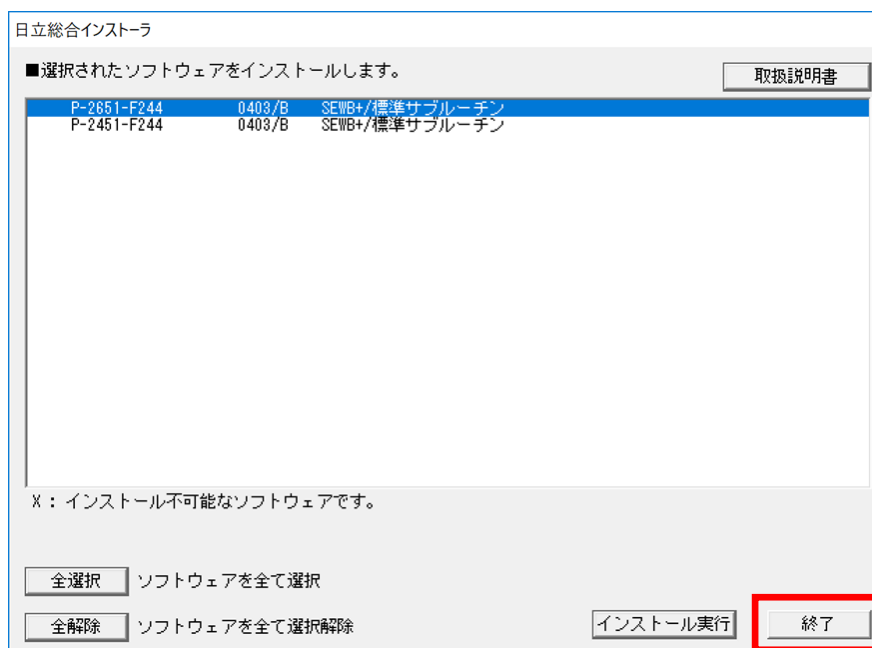 日立総合インストーラ
■選択されたソフトウェアをインストールします。
取扱説明書
P-2651-F244 0403/B SEWB+/標準サブルーチン
P-2451-F244 0403/B SEWB+/標準サブルーチン
X : インストール不可能なソフトウェアです。
全選択 ソフトウェアを全て選択
全解除 ソフトウェアを全て選択解除
インストール実行 終了